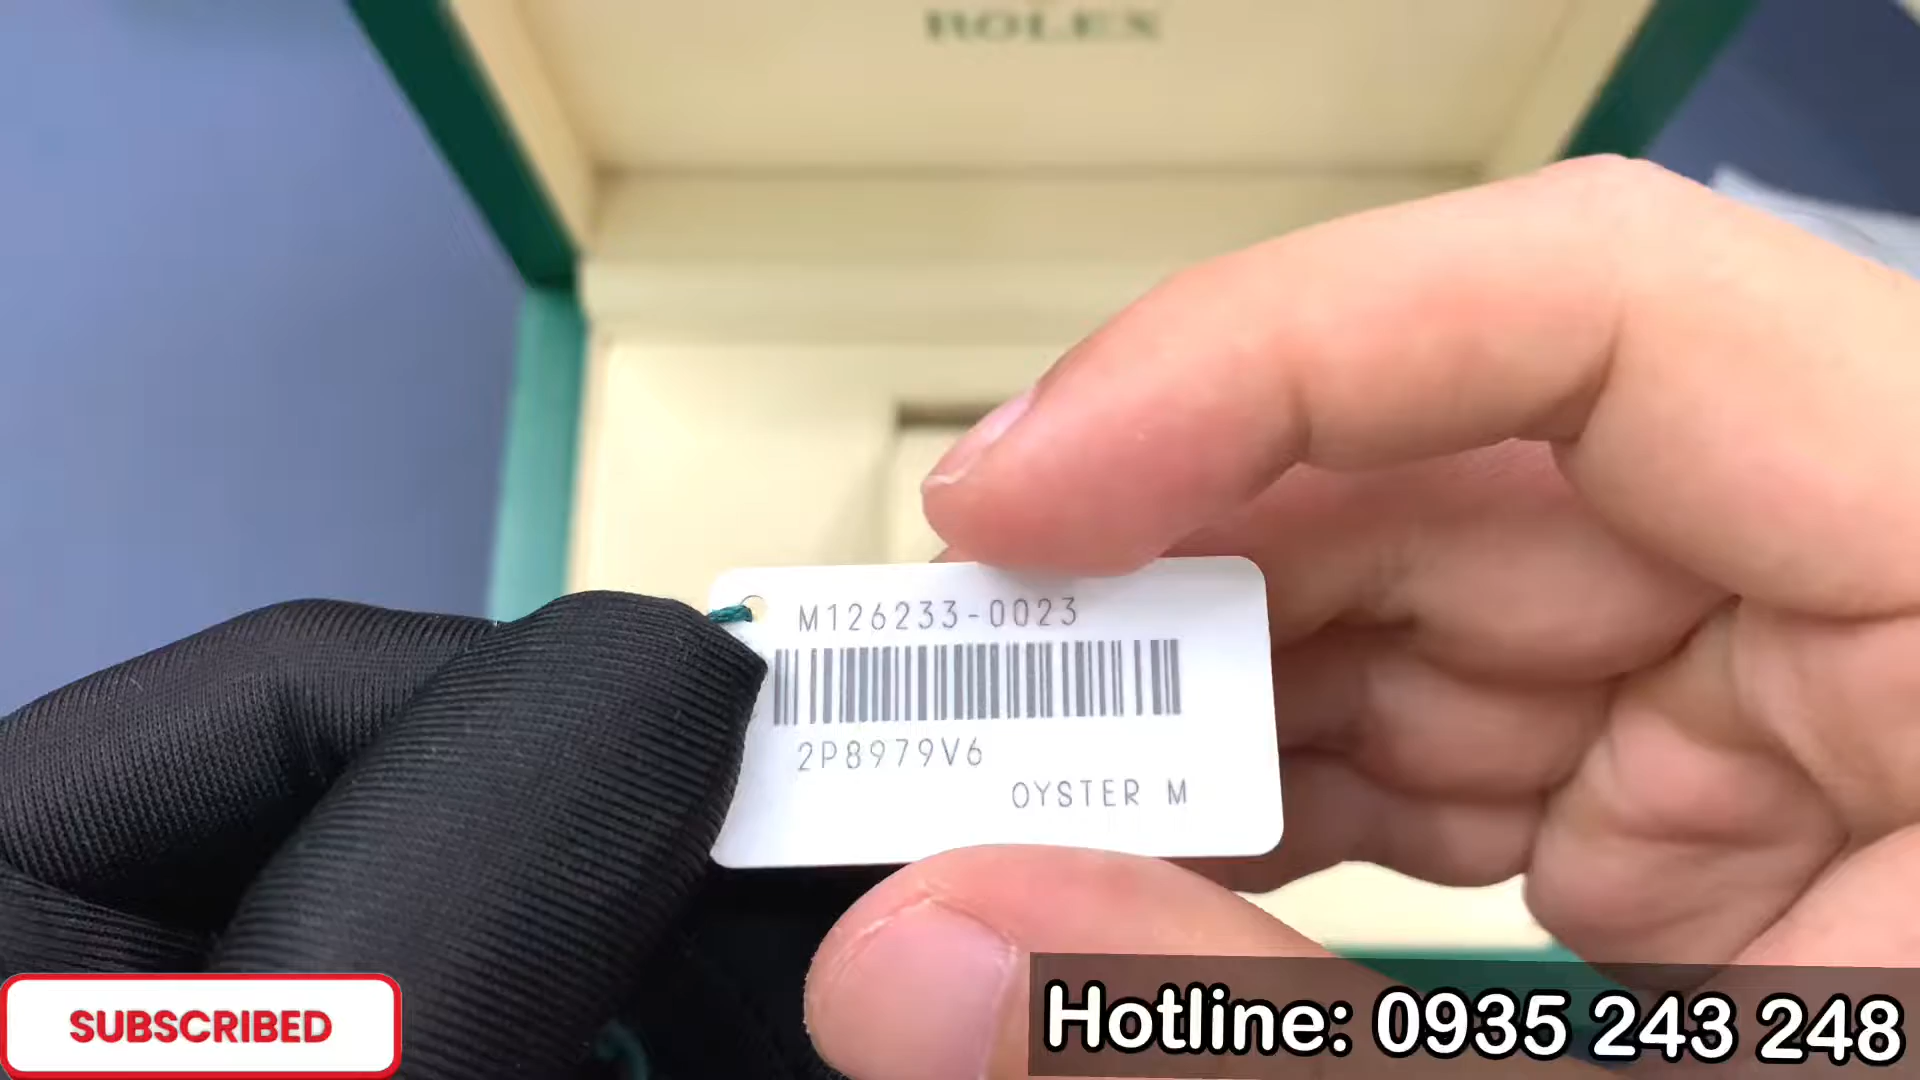 ROLEX
M126233-0023
2P8979V6
OYSTER M
SUBSCRIBED
Hotline: 0935 243 248